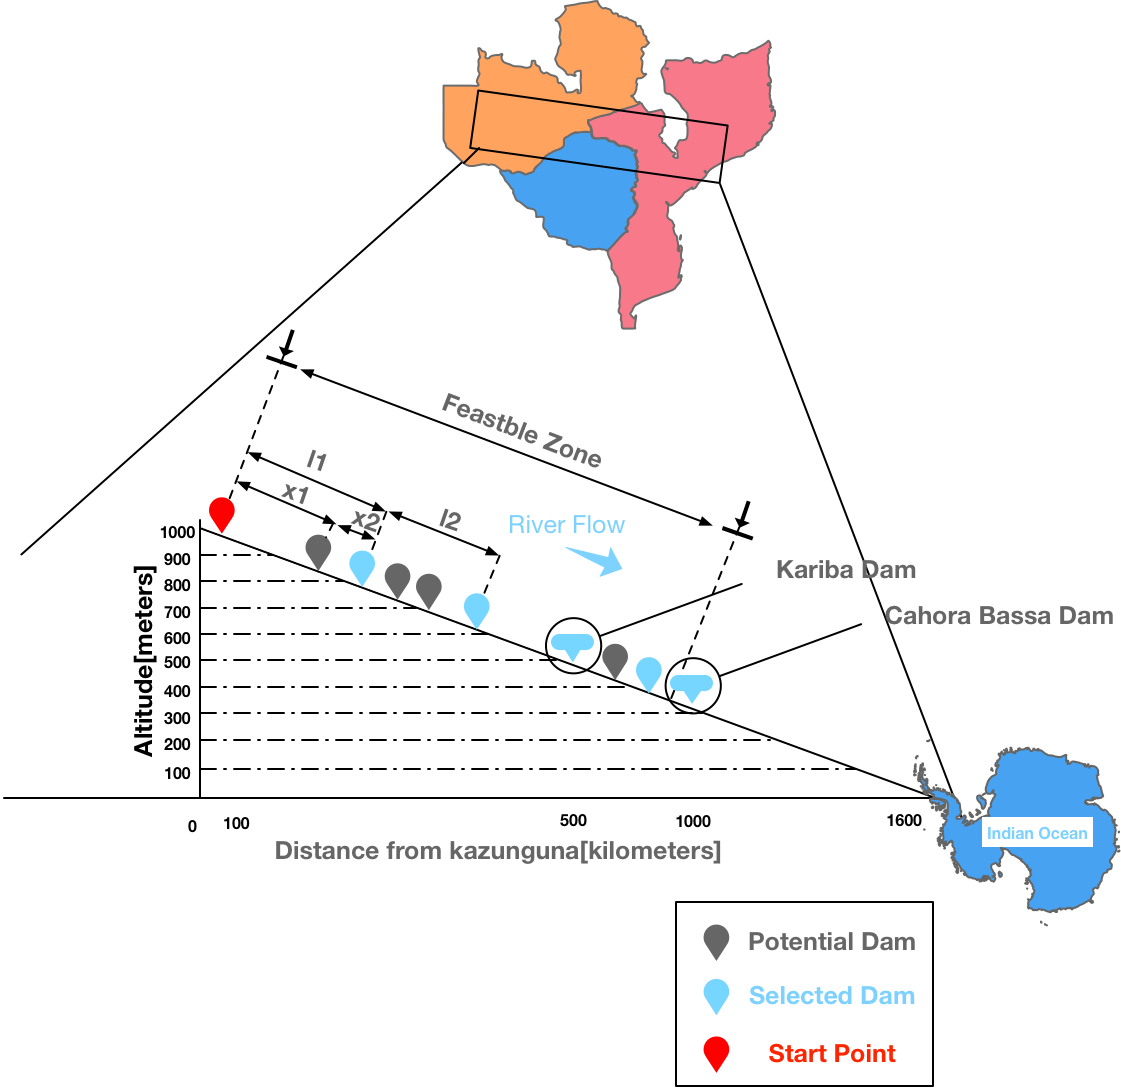 Feastble Zone
l1
x1
x2
l2
River Flow
Kariba Dam
Cahora Bassa Dam
Altitude[meters]
1000
900
800
700
600
500
400
300
200
100
0
100
500
1000
1600
Distance from kazunguna[kilometers]
Indian Ocean
Potential Dam
Selected Dam
Start Point